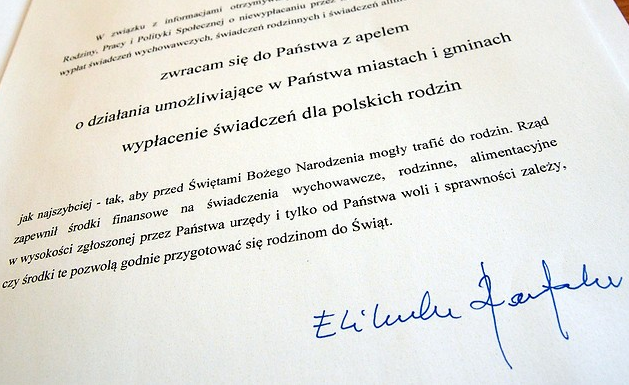 W związku z informacjami
Rodziny, Pracy i Polityki Społecznej o niewypłacaniu przez
wypłat świadczeń wychowawczych, świadczeń rodzinnych i świadczeń
zwracam się do Państwa z apelem
o działania umożliwiające w Państwa miastach i gminach
wypłacenie świadczeń dla polskich rodzin
jak najszybciej - tak, aby przed Świętami Bożego Narodzenia mogły trafić do rodzin. Rząd
zapewnił środki finansowe na świadczenia wychowawcze, rodzinne, alimentacyjne
w wysokości zgłoszonej przez Państwa urzędy i tylko od Państwa woli i sprawności zależy,
czy środki te pozwolą godnie przygotować się rodzinom do Świąt.